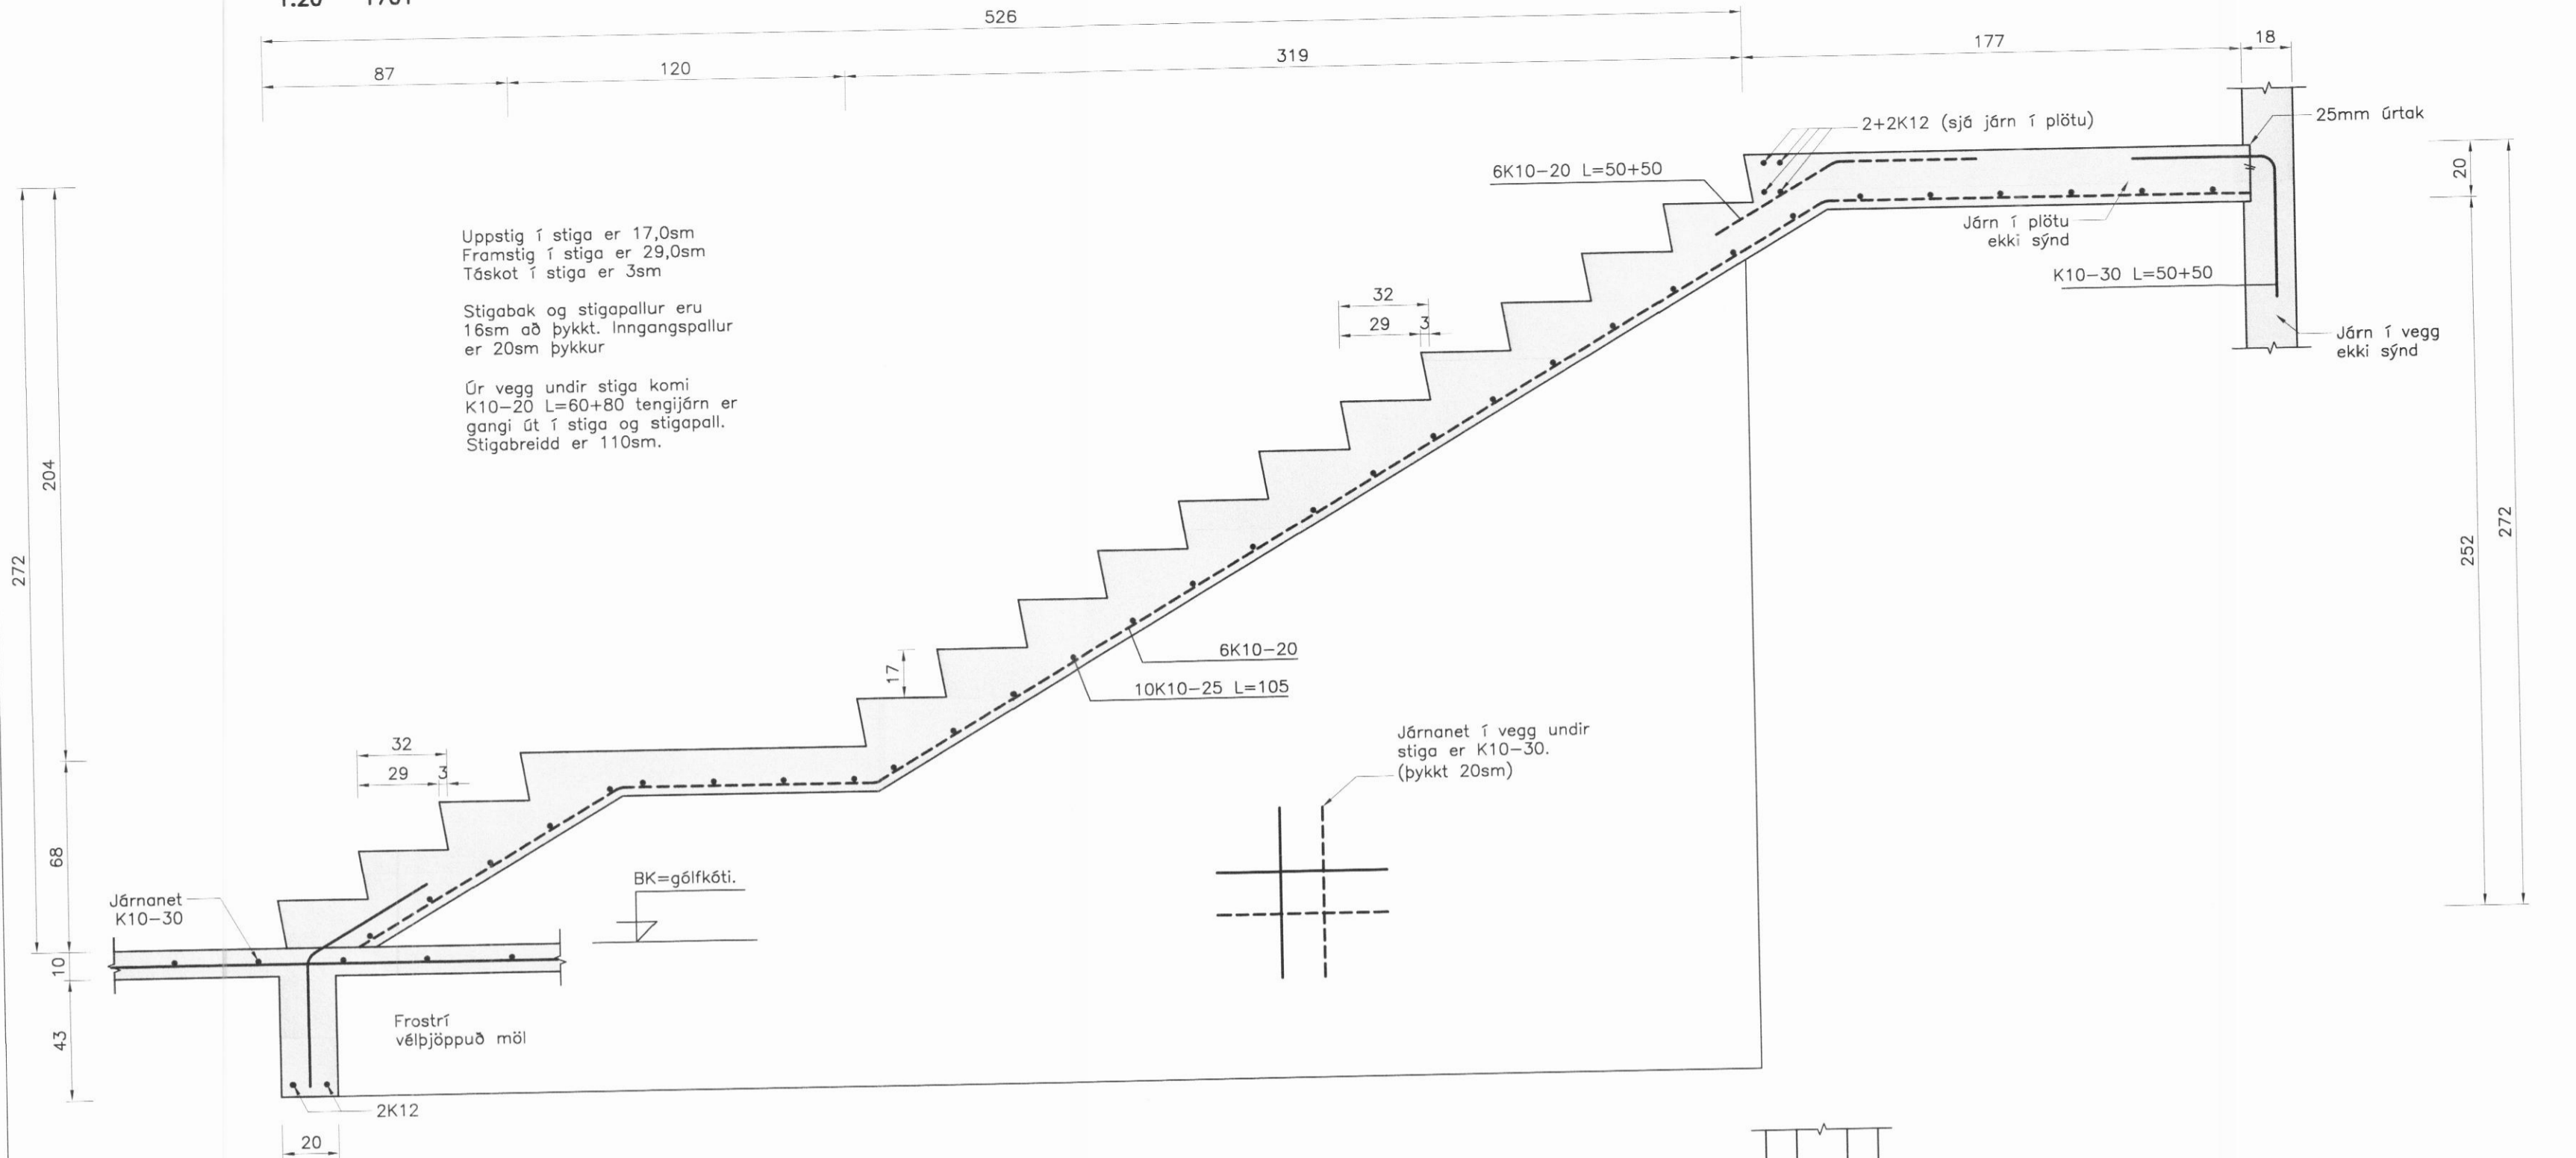 526
87
120
319
177
18
2+2K12 (sjá járn í plötu)
25mm úrtak
6K10-20 L=50+50
20
Járn í plötu
ekki sýnd
K10-30 L=50+50
Járn í vegg
ekki sýnd
Uppstig í stiga er 17,0sm
Framstig í stiga er 29,0sm
Táskot í stiga er 3sm
Stigabak og stigapallur eru
16sm að þykkt. Inngangspallur
er 20sm þykkur
Úr vegg undir stiga komi
K10-20 L=60+80 tengijárn er
gangi út í stiga og stigapall.
Stigabreidd er 110sm.
32
29 3
204
272
252
272
17
6K10-20
10K10-25 L=105
Járnanet í vegg undir
stiga er K10-30.
(þykkt 20sm)
32
29 3
68
BK=gólfkóti.
Járnanet
K10-30
10
43
Frostrí
vélþjöppuð möl
2K12
20